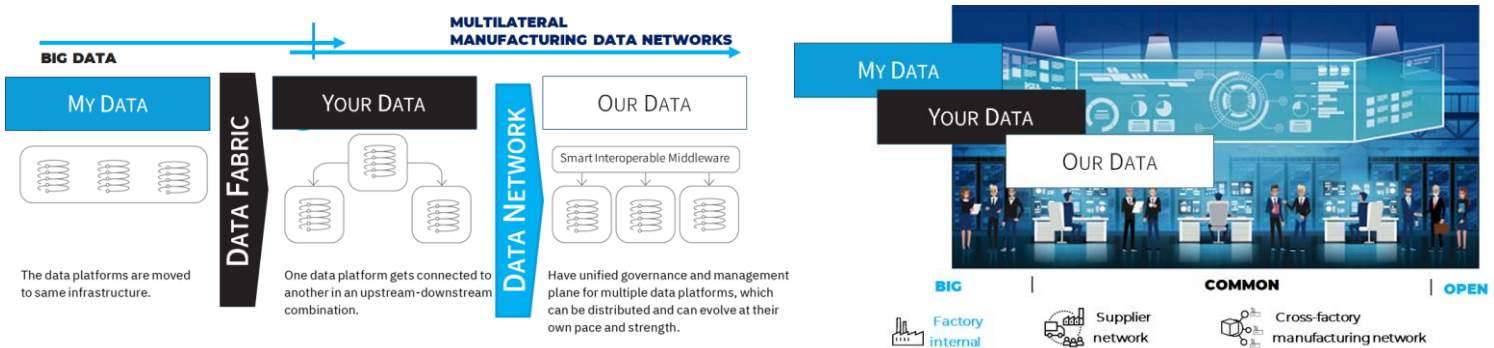 MULTILATERAL
MANUFACTURING DATA NETWORKS
BIG DATA
MY DATA
DATA FABRIC
YOUR DATA
DATA NETWORK
OUR DATA
Smart Interoperable Middleware
The data platforms are moved
to same infrastructure.
One data platform gets connected to
another in an upstream-downstream
combination.
Have unified governance and management
plane for multiple data platforms, which
can be distributed and can evolve at their
own pace and strength.
MY DATA
YOUR DATA
OUR DATA
BIG
COMMON
OPEN
Factory
internal
Supplier
network
Cross-factory
manufacturing network